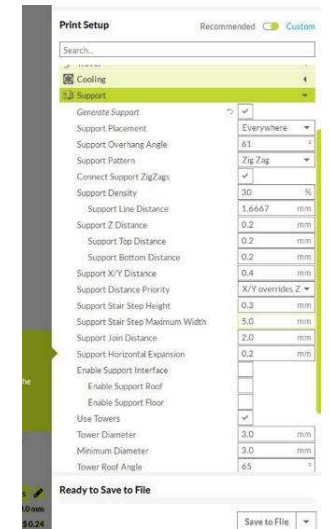 Print Setup Recommended Custom
Search...
Cooling
Support
Generate Support
Support Placement Everywhere
Support Overhang Angle 61 °
Support Pattern Zig Zag
Connect Support ZigZags
Support Density 30 %
Support Line Distance 1.6667 mm
Support Z Distance 0.2 mm
Support Top Distance 0.2 mm
Support Bottom Distance 0.2 mm
Support X/Y Distance 0.4 mm
Support Distance Priority X/Y overrides Z
Support Stair Step Height 0.3 mm
Support Stair Step Maximum Width 5.0 mm
Support Join Distance 2.0 mm
Support Horizontal Expansion 0.2 mm
Enable Support Interface
he
Enable Support Roof
Enable Support Floor
Use Towers
Tower Diameter 3.0 mm
Minimum Diameter 3.0 mm
Tower Roof Angle 65 °
s Ready to Save to File
.0 mm
$0.24 Save to File